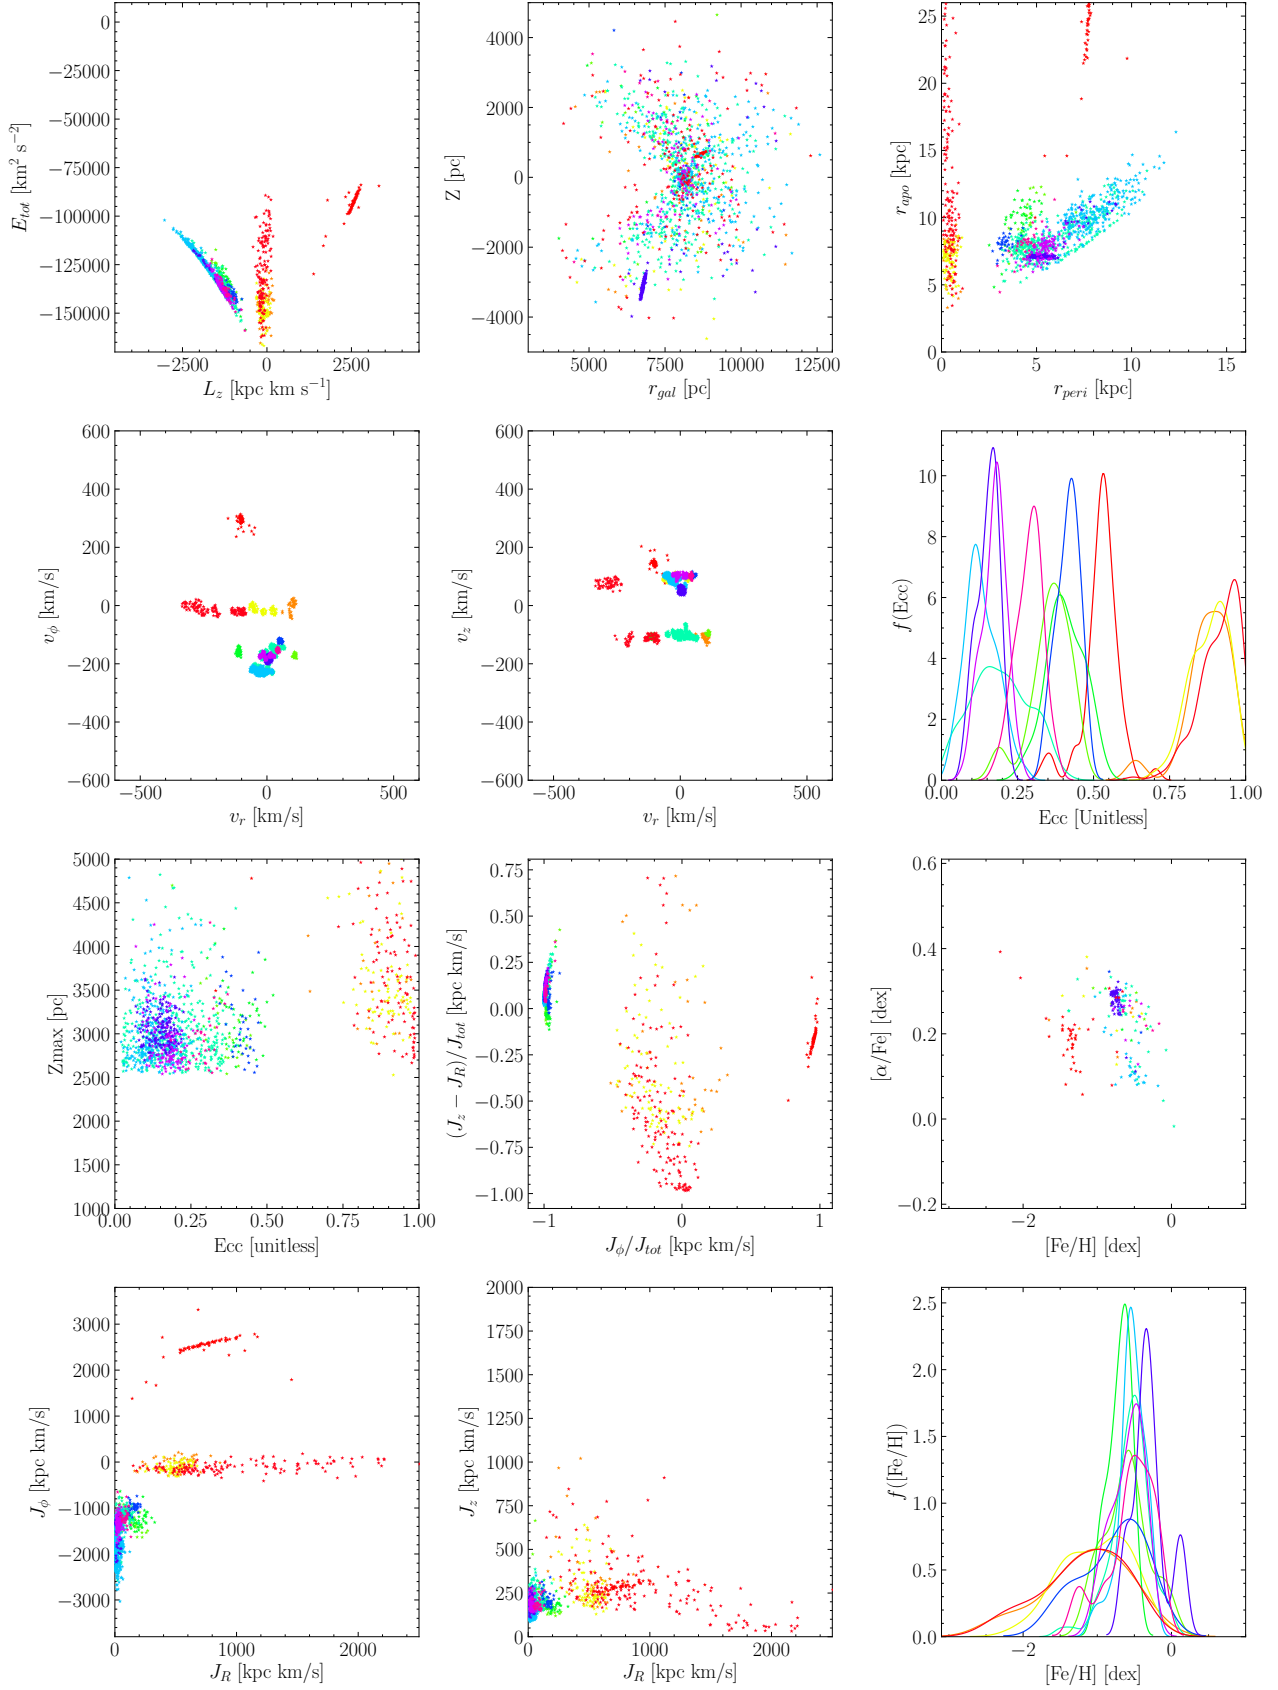 0
−25000
−50000
−75000
−100000
−125000
−150000
E_tot [km² s⁻²]
−2500 0 2500
L_z [kpc km s⁻¹]
4000
2000
0
−2000
−4000
Z [pc]
5000 7500 10000 12500
r_gal [pc]
25
20
15
10
5
0
r_apo [kpc]
0 5 10 15
r_peri [kpc]
600
400
200
0
−200
−400
−600
v_ϕ [km/s]
−500 0 500
v_r [km/s]
600
400
200
0
−200
−400
−600
v_z [km/s]
−500 0 500
v_r [km/s]
10
8
6
4
2
0
f(Ecc)
0.00 0.25 0.50 0.75 1.00
Ecc [Unitless]
5000
4500
4000
3500
3000
2500
2000
1500
1000
Zmax [pc]
0.00 0.25 0.50 0.75 1.00
Ecc [unitless]
0.75
0.50
0.25
0.00
−0.25
−0.50
−0.75
−1.00
(J_z − J_R)/J_tot [kpc km/s]
−1 0 1
J_ϕ/J_tot [kpc km/s]
0.6
0.4
0.2
0.0
−0.2
[α/Fe] [dex]
−2 0
[Fe/H] [dex]
3000
2000
1000
0
−1000
−2000
−3000
J_ϕ [kpc km/s]
0 1000 2000
J_R [kpc km/s]
2000
1750
1500
1250
1000
750
500
250
0
J_z [kpc km/s]
0 1000 2000
J_R [kpc km/s]
2.5
2.0
1.5
1.0
0.5
0.0
f([Fe/H])
−2 0
[Fe/H] [dex]